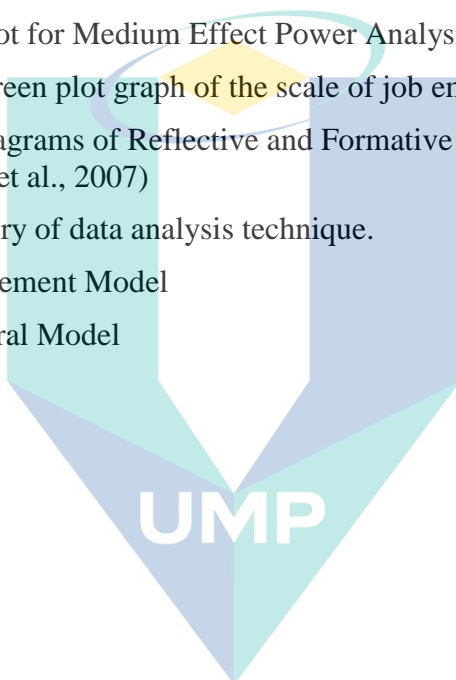 ot for Medium Effect Power Analysi
reen plot graph of the scale of job en
agrams of Reflective and Formative
et al., 2007)
ry of data analysis technique.
ement Model
ral Model
UMP